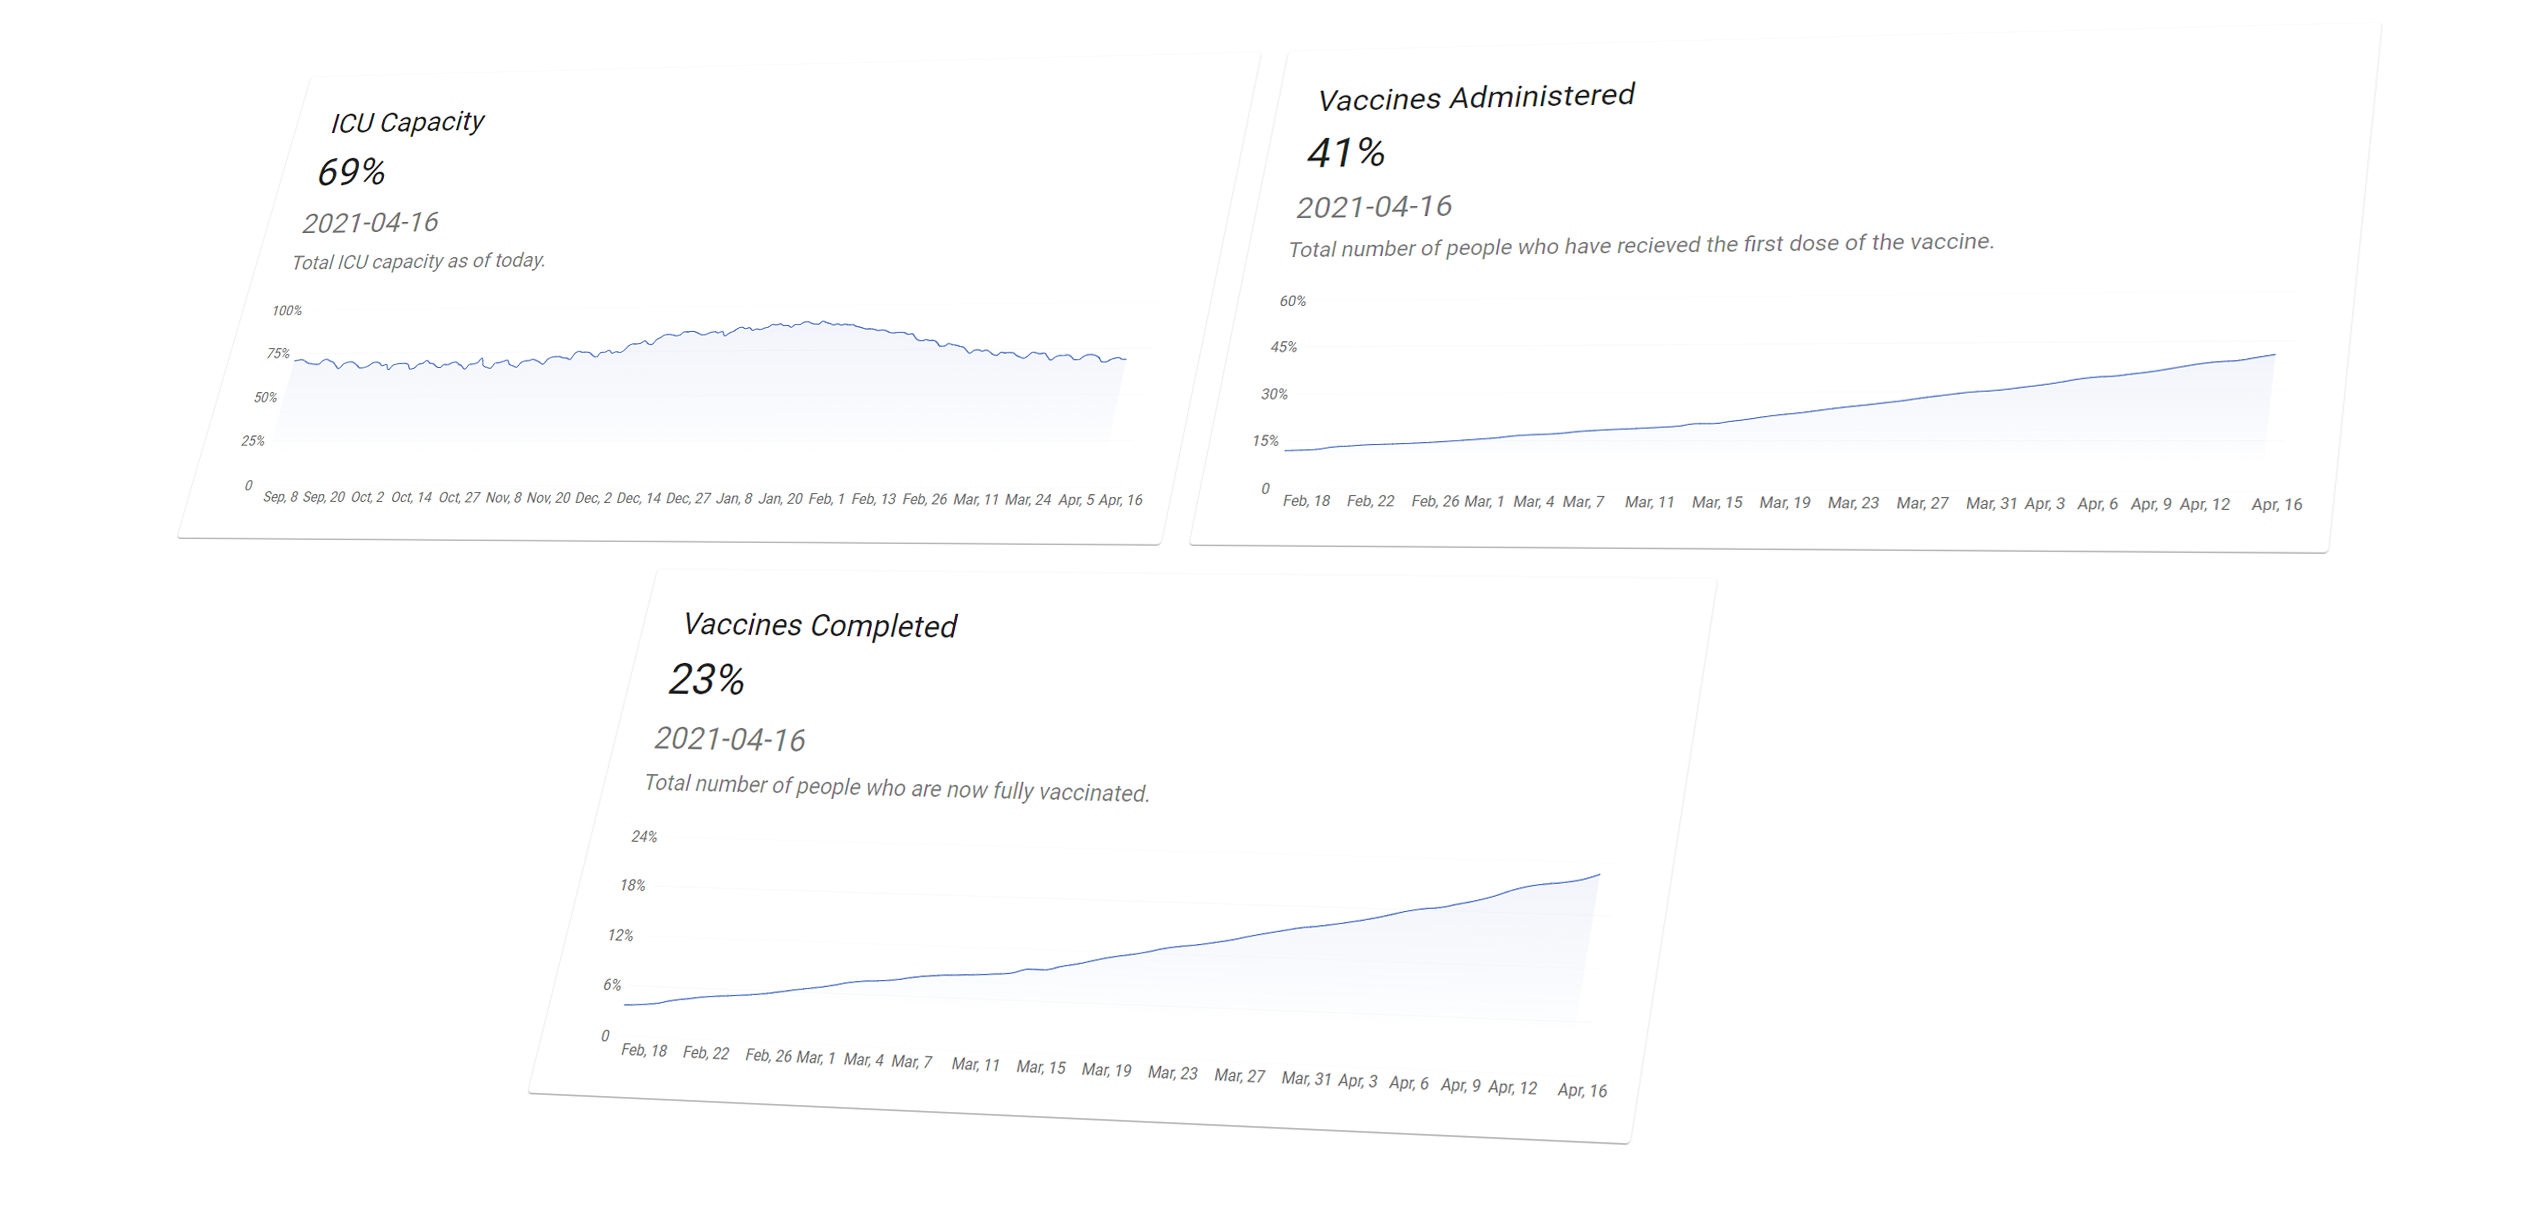 ICU Capacity
69%
2021-04-16
Total ICU capacity as of today.
100%
75%
50%
25%
0
Sep, 8 Sep, 20 Oct, 2 Oct, 14 Oct, 27 Nov, 8 Nov, 20 Dec, 2 Dec, 14 Dec, 27 Jan, 8 Jan, 20 Feb, 1 Feb, 13 Feb, 26 Mar, 11 Mar, 24 Apr, 5 Apr, 16
Vaccines Administered
41%
2021-04-16
Total number of people who have recieved the first dose of the vaccine.
60%
45%
30%
15%
0
Feb, 18 Feb, 22 Feb, 26 Mar, 1 Mar, 4 Mar, 7 Mar, 11 Mar, 15 Mar, 19 Mar, 23 Mar, 27 Mar, 31 Apr, 3 Apr, 6 Apr, 9 Apr, 12 Apr, 16
Vaccines Completed
23%
2021-04-16
Total number of people who are now fully vaccinated.
24%
18%
12%
6%
0
Feb, 18 Feb, 22 Feb, 26 Mar, 1 Mar, 4 Mar, 7 Mar, 11 Mar, 15 Mar, 19 Mar, 23 Mar, 27 Mar, 31 Apr, 3 Apr, 6 Apr, 9 Apr, 12 Apr, 16